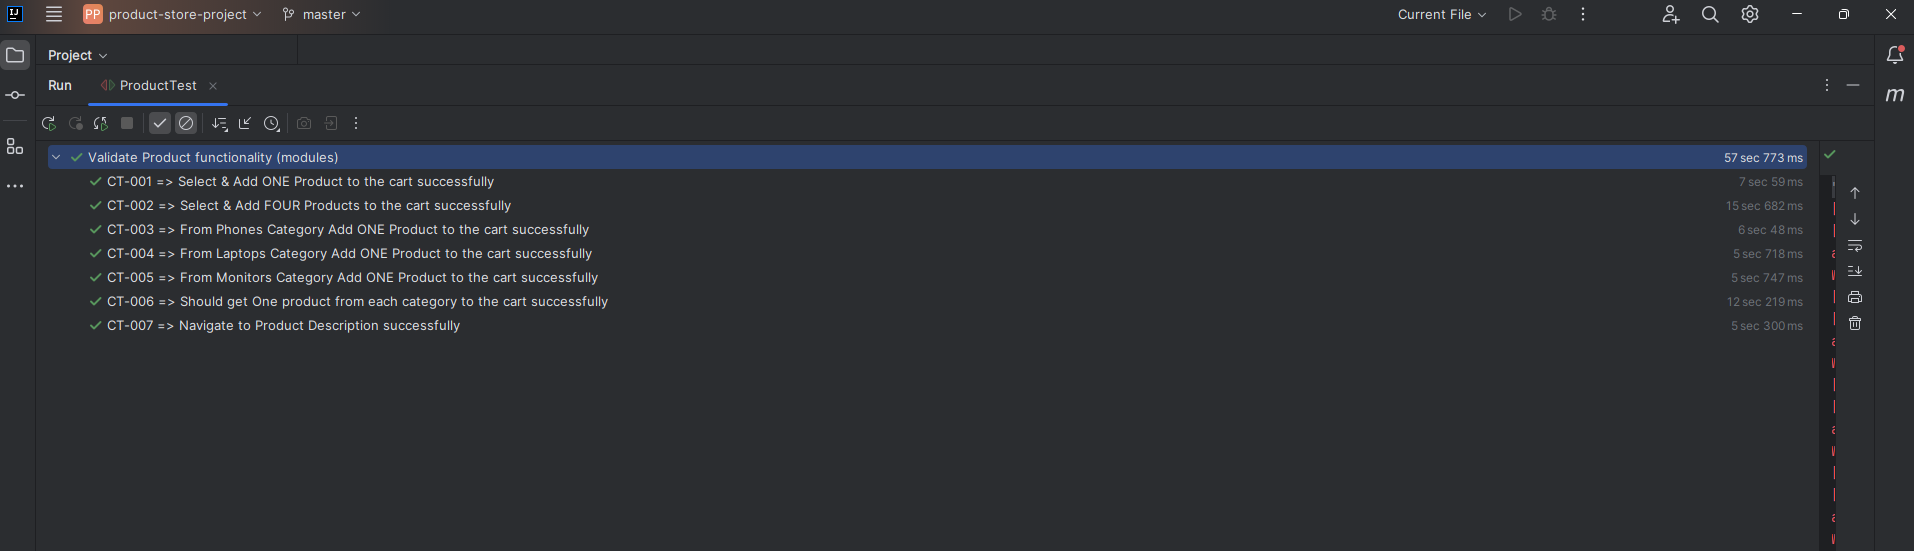 IJ PP product-store-project master Current File
Project
Run ProductTest
m
Validate Product functionality (modules) 57 sec 773 ms
CT-001 => Select & Add ONE Product to the cart successfully 7 sec 59 ms
CT-002 => Select & Add FOUR Products to the cart successfully 15 sec 682 ms
CT-003 => From Phones Category Add ONE Product to the cart successfully 6 sec 48 ms
CT-004 => From Laptops Category Add ONE Product to the cart successfully 5 sec 718 ms
CT-005 => From Monitors Category Add ONE Product to the cart successfully 5 sec 747 ms
CT-006 => Should get One product from each category to the cart successfully 12 sec 219 ms
CT-007 => Navigate to Product Description successfully 5 sec 300 ms